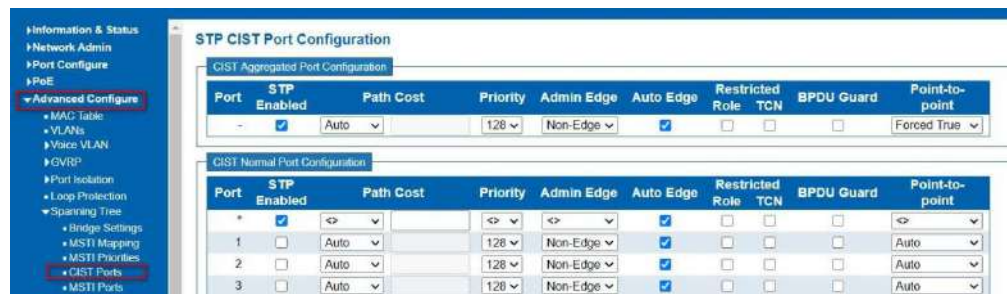 Information & Status
Network Admin
Port Configure
PoE
Advanced Configure
MAC Table
VLANs
Voice VLAN
GVRP
Port Isolation
Loop Protection
Spanning Tree
Bridge Settings
MSTI Mapping
MSTI Priorities
CIST Ports
MSTI Ports
STP CIST Port Configuration
CIST Aggregated Port Configuration
Port STP Enabled Path Cost Priority Admin Edge Auto Edge Restricted Role TCN BPDU Guard Point-to-point
- Auto 128 Non-Edge Forced True
CIST Normal Port Configuration
Port STP Enabled Path Cost Priority Admin Edge Auto Edge Restricted Role TCN BPDU Guard Point-to-point
* <> <> <> <>
1 Auto 128 Non-Edge Auto
2 Auto 128 Non-Edge Auto
3 Auto 128 Non-Edge Auto